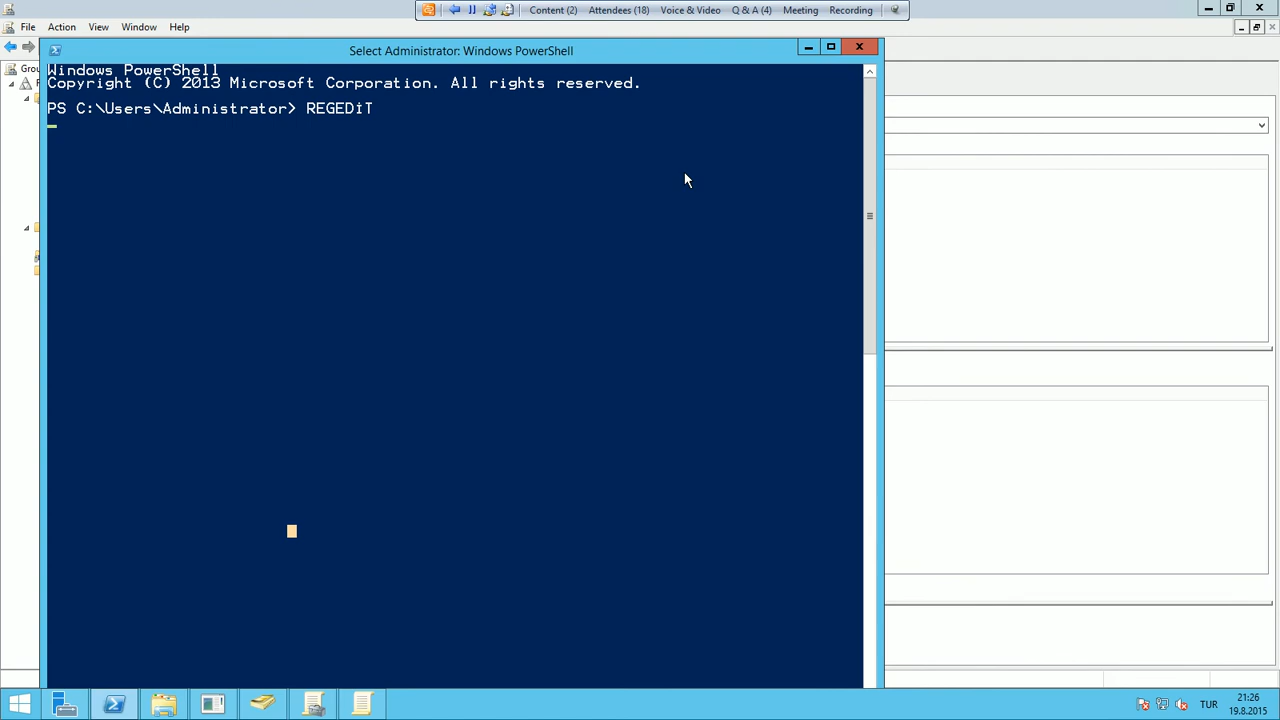 Content (2) Attendees (18) Voice & Video Q & A (4) Meeting Recording
File Action View Window Help
Select Administrator: Windows PowerShell
Windows PowerShell
Copyright (C) 2013 Microsoft Corporation. All rights reserved.
PS C:\Users\Administrator> REGEDİT
Grou
F
TUR
21:26
19.8.2015